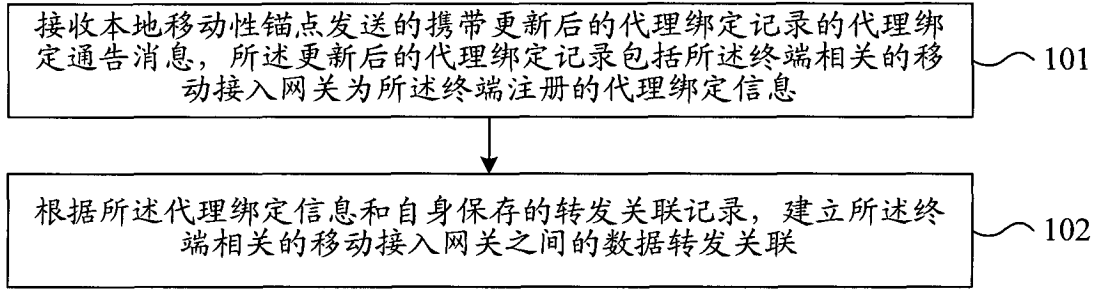 接收本地移动性锚点发送的携带更新后的代理绑定记录的代理绑
定通告消息，所述更新后的代理绑定记录包括所述终端相关的移
动接入网关为所述终端注册的代理绑定信息
101
根据所述代理绑定信息和自身保存的转发关联记录，建立所述终
端相关的移动接入网关之间的数据转发关联
102